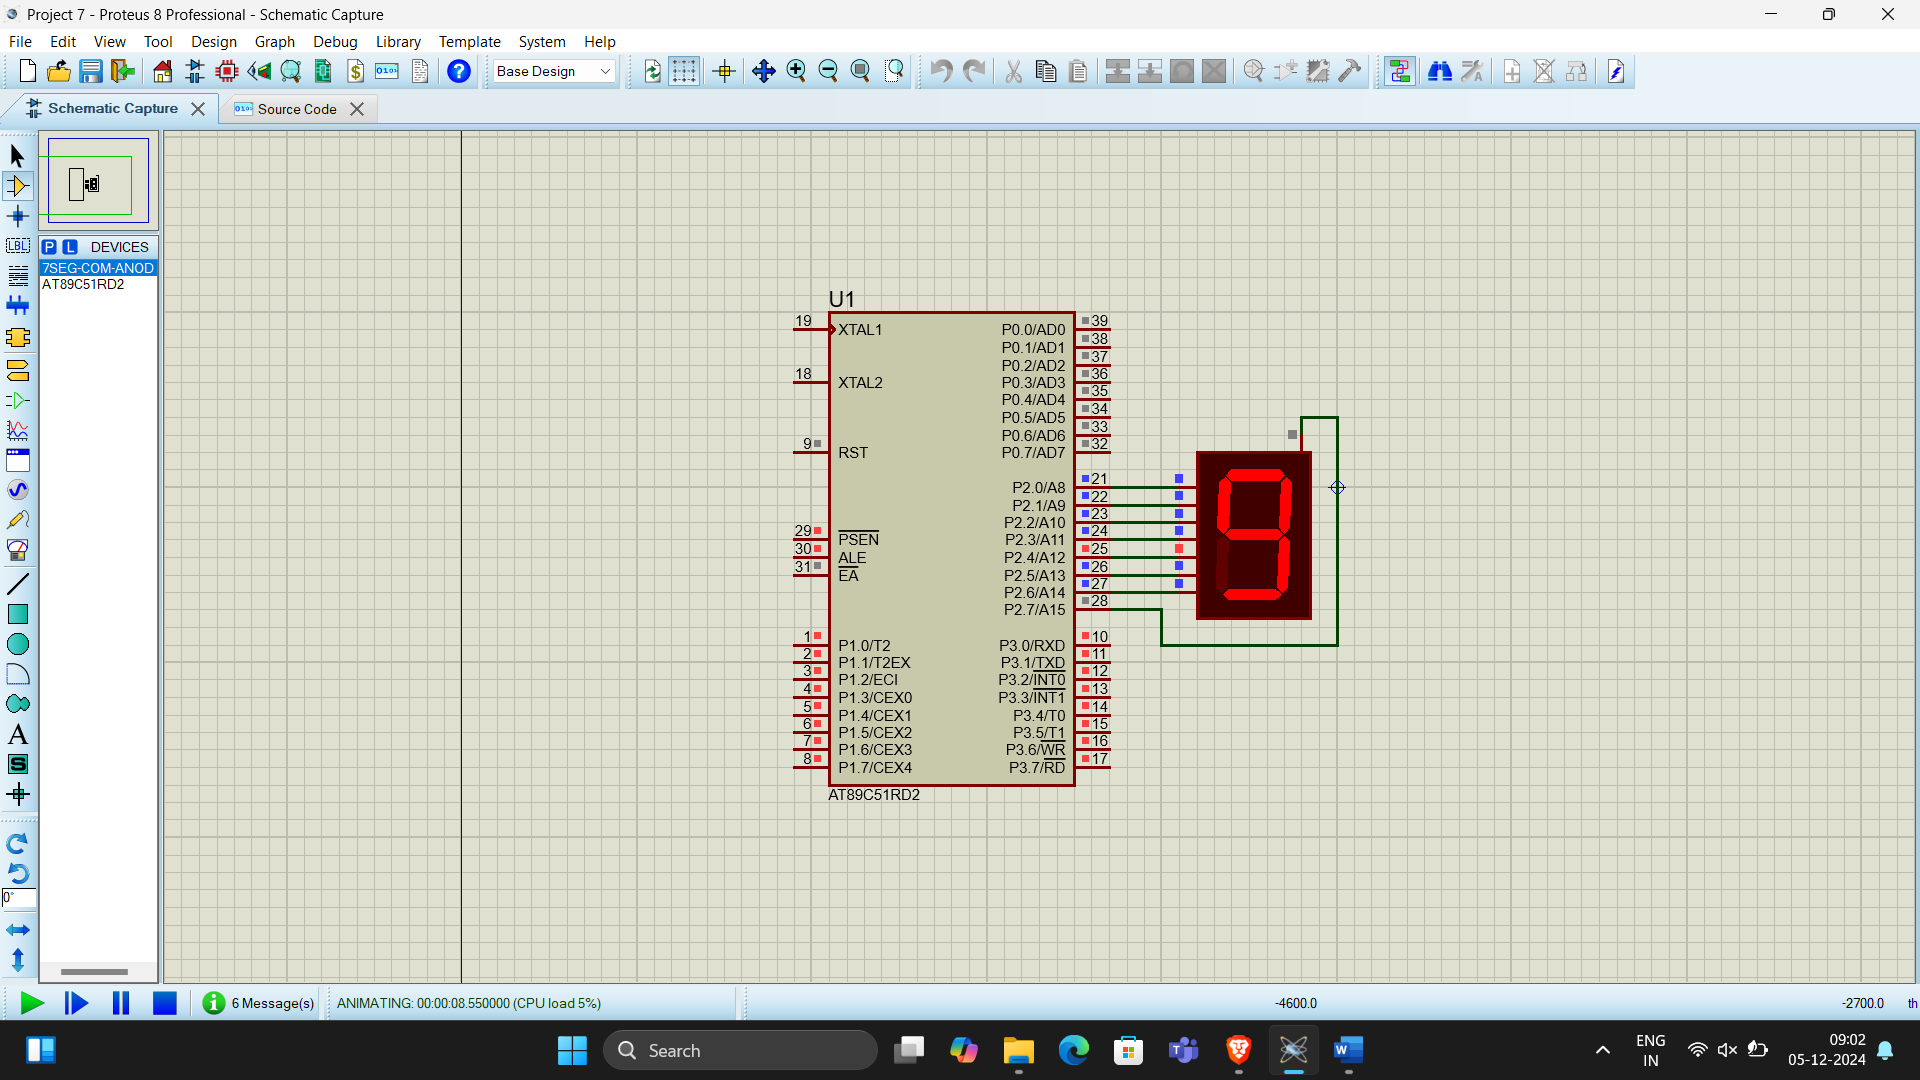 Project 7 - Proteus 8 Professional - Schematic Capture
File Edit View Tool Design Graph Debug Library Template System Help
Base Design
Schematic Capture
Source Code
P L DEVICES
7SEG-COM-ANOD
AT89C51RD2
LBL
A
S
0°
U1
19 XTAL1
18 XTAL2
9 RST
29 PSEN
30 ALE
31 EA
1 P1.0/T2
2 P1.1/T2EX
3 P1.2/ECI
4 P1.3/CEX0
5 P1.4/CEX1
6 P1.5/CEX2
7 P1.6/CEX3
8 P1.7/CEX4
P0.0/AD0 39
P0.1/AD1 38
P0.2/AD2 37
P0.3/AD3 36
P0.4/AD4 35
P0.5/AD5 34
P0.6/AD6 33
P0.7/AD7 32
P2.0/A8 21
P2.1/A9 22
P2.2/A10 23
P2.3/A11 24
P2.4/A12 25
P2.5/A13 26
P2.6/A14 27
P2.7/A15 28
P3.0/RXD 10
P3.1/TXD 11
P3.2/INT0 12
P3.3/INT1 13
P3.4/T0 14
P3.5/T1 15
P3.6/WR 16
P3.7/RD 17
AT89C51RD2
9
6 Message(s)
ANIMATING: 00:00:08.550000 (CPU load 5%)
-4600.0
-2700.0
th
Search
ENG
IN
09:02
05-12-2024